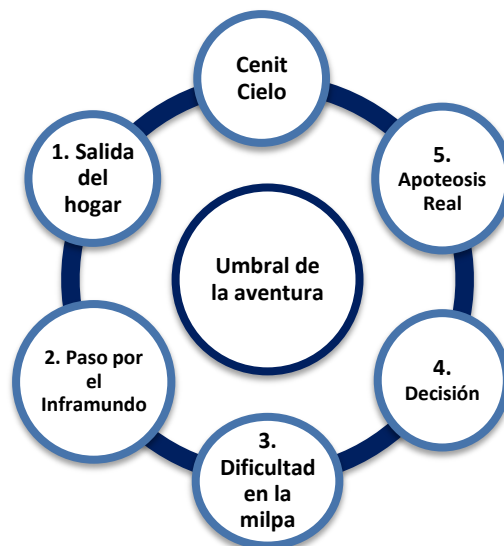 Cenit
Cielo
1. Salida
del
hogar
2. Paso por
el
Inframundo
3.
Dificultad
en la
milpa
4.
Decisión
5.
Apoteosis
Real
Umbral de
la aventura